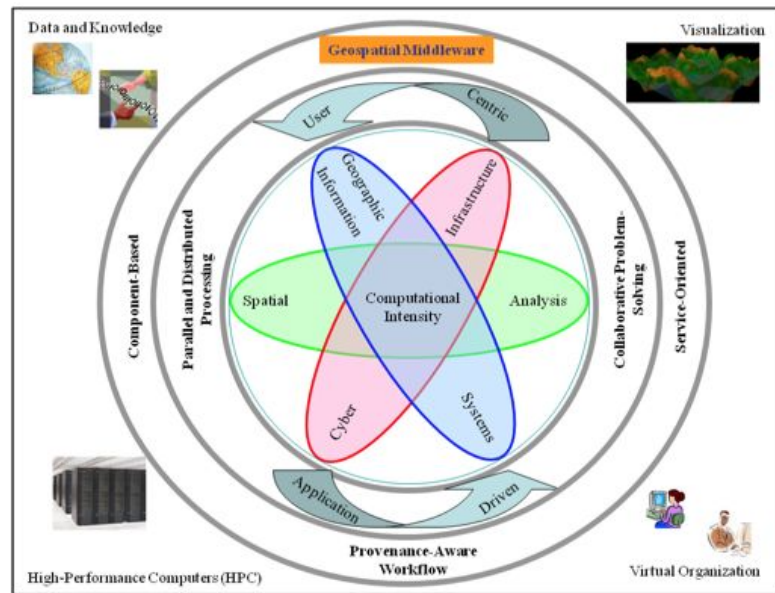 Data and Knowledge
Visualization
Geospatial Middleware
User
Centric
Geographic
Information
Infrastructure
Component-Based
Parallel and Distributed
Processing
Spatial
Computational
Intensity
Analysis
Collaborative Problem-
Solving
Service-Oriented
Cyber
Systems
Application
Driven
Provenance-Aware
Workflow
High-Performance Computers (HPC)
Virtual Organization